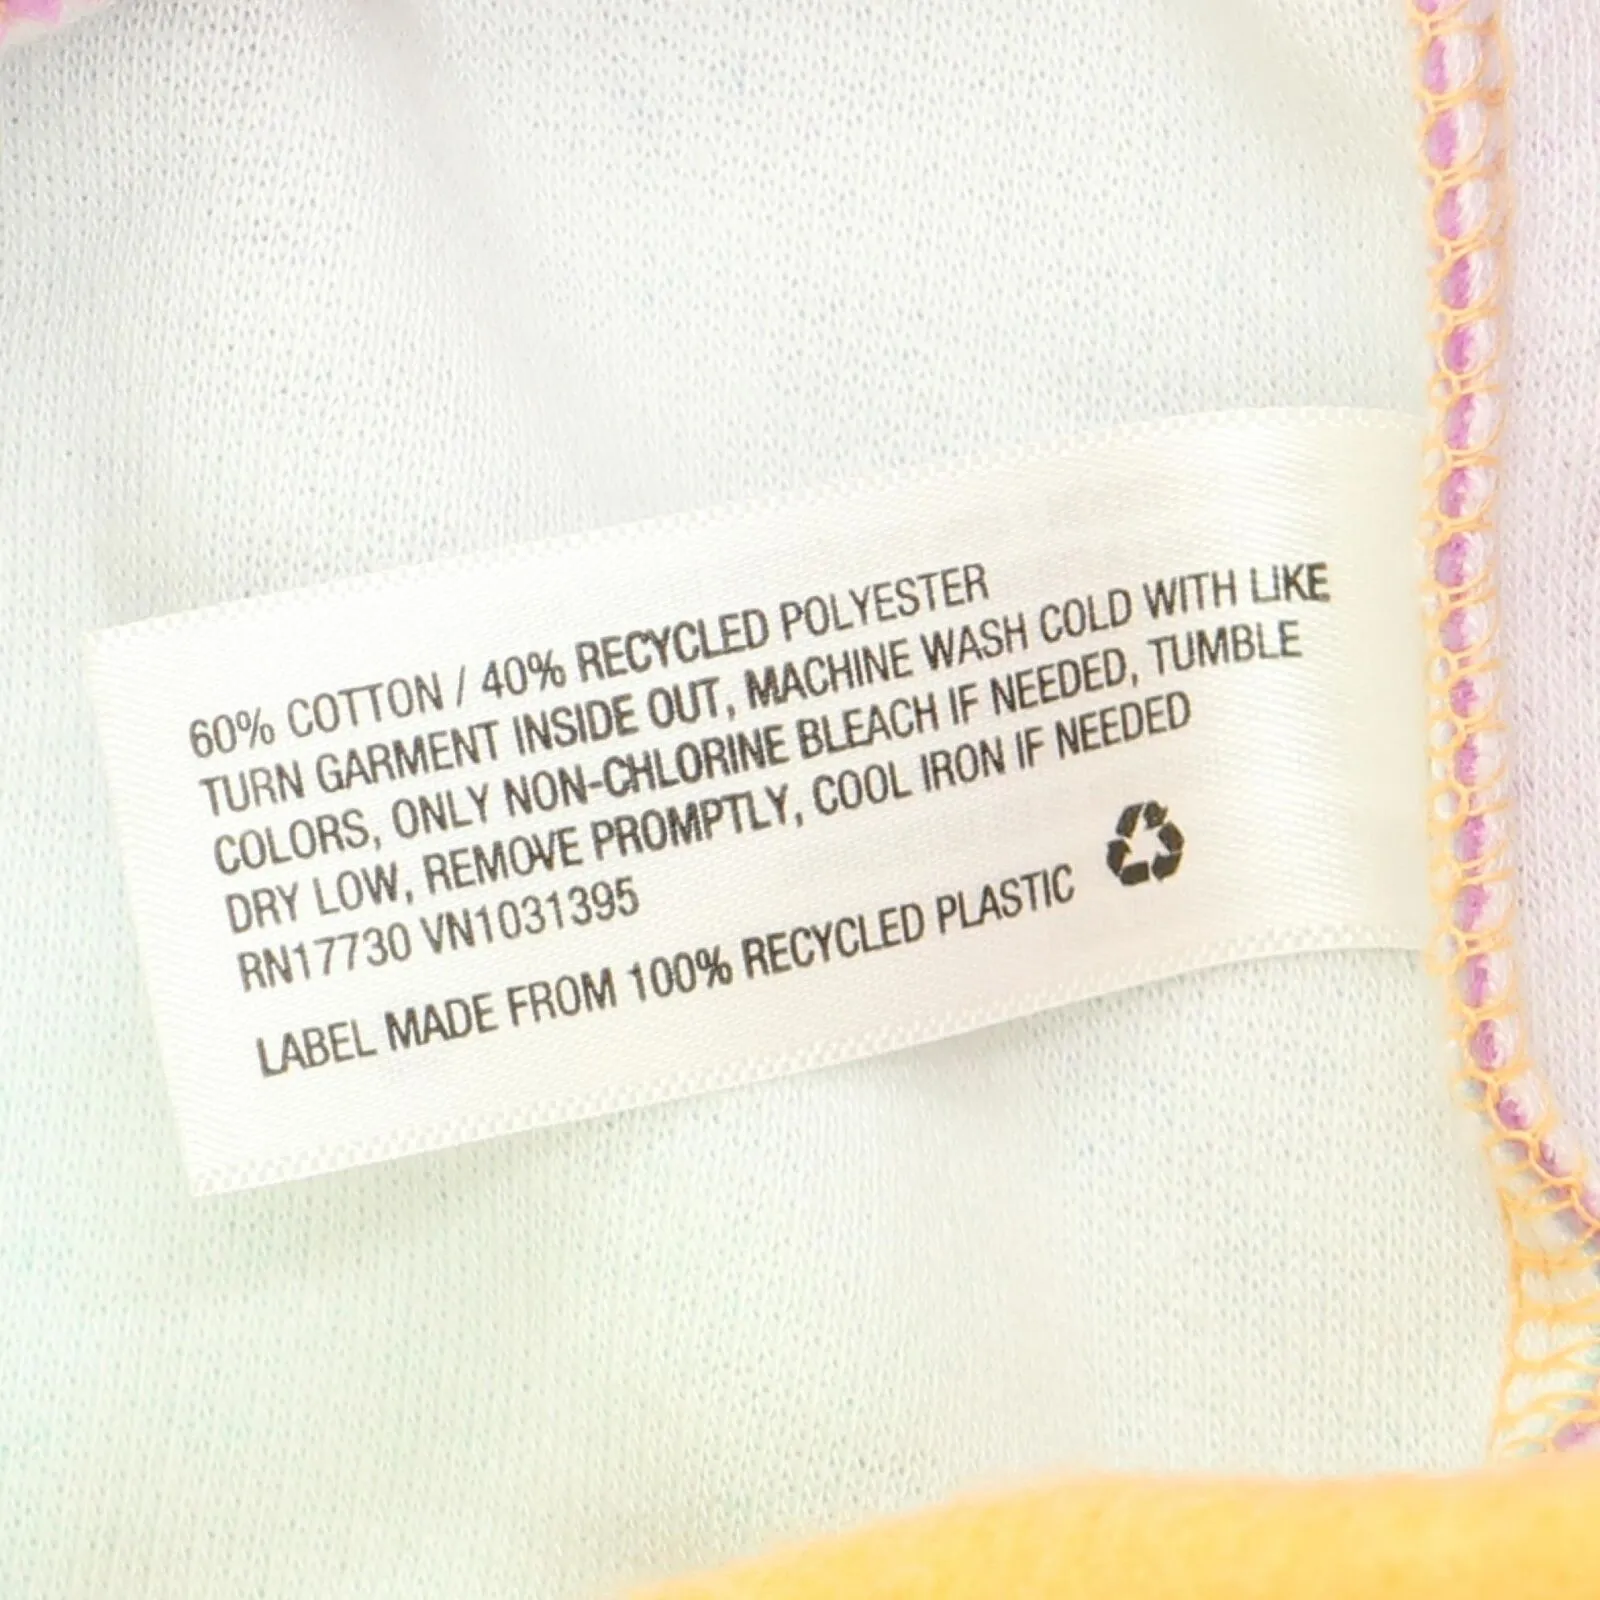 60% COTTON / 40% RECYCLED POLYESTER
TURN GARMENT INSIDE OUT, MACHINE WASH COLD WITH LIKE
COLORS, ONLY NON-CHLORINE BLEACH IF NEEDED, TUMBLE
DRY LOW, REMOVE PROMPTLY, COOL IRON IF NEEDED
RN17730 VN1031395
LABEL MADE FROM 100% RECYCLED PLASTIC